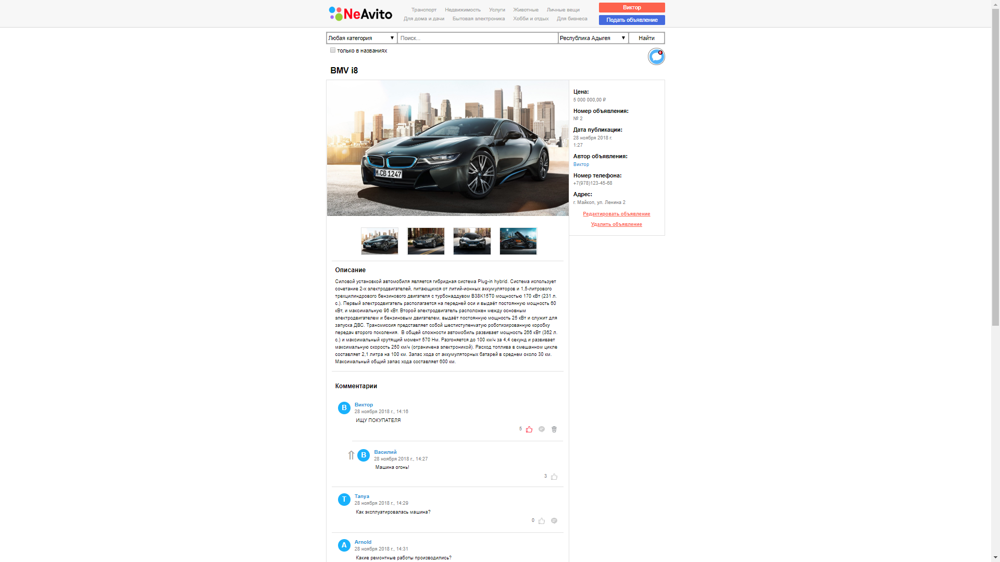 NeAvito
Транспорт Недвижимость Услуги Животные Личные вещи
Для дома и дачи Бытовая электроника Хобби и отдых Для бизнеса
Виктор
Подать объявление
Любая категория
Поиск...
Республика Адыгея
Найти
только в названиях
BMV i8
M CB 1247
Цена:
5 000 000,00 ₽
Номер объявления:
№ 2
Дата публикации:
28 ноября 2018 г.
1:27
Автор объявления:
Виктор
Номер телефона:
+7(978)123-45-68
Адрес:
г. Майкоп, ул. Ленина 2
Редактировать объявление
Удалить объявление
Описание
Силовой установкой автомобиля является гибридная система Plug-in hybrid. Система использует
сочетание 2-х электродвигателей, питающихся от литий-ионных аккумуляторов и 1,5-литрового
трехцилиндрового бензинового двигателя с турбонаддувом B38K15T0 мощностью 170 кВт (231 л.
с.). Первый электродвигатель располагается на передней оси и выдаёт постоянную мощность 60
кВт, и максимальную 96 кВт. Второй электродвигатель расположен между основным
электродвигателем и бензиновым двигателем, выдаёт постоянную мощность 25 кВт и служит для
запуска ДВС. Трансмиссия представляет собой шестиступенчатую роботизированную коробку
передач второго поколения.  В общей сложности автомобиль развивает мощность 266 кВт (362 л.
с.) и максимальный крутящий момент 570 Нм. Разгоняется до 100 км/ч за 4,4 секунд и развивает
максимальную скорость 250 км/ч (ограничена электроникой). Расход топлива в смешанном цикле
составляет 2,1 литра на 100 км. Запас хода от аккумуляторных батарей в среднем около 30 км.
Максимальный общий запас хода составляет 600 км.
Комментарии
В
Виктор
28 ноября 2018 г., 14:16
ИЩУ ПОКУПАТЕЛЯ
5
В
Василий
28 ноября 2018 г., 14:27
Машина огонь!
3
T
Tanya
28 ноября 2018 г., 14:29
Как эксплуатировалась машина?
0
A
Arnold
28 ноября 2018 г., 14:31
Какие ремонтные работы производились?